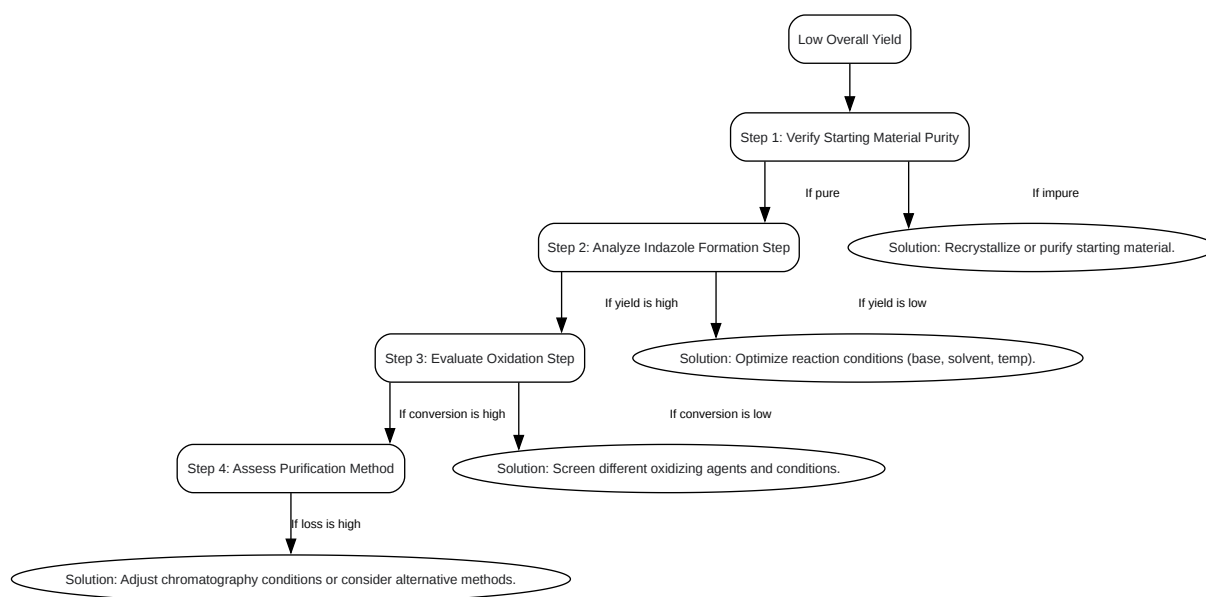 Low Overall Yield
Step 1: Verify Starting Material Purity
If pure
If impure
Step 2: Analyze Indazole Formation Step
Solution: Recrystallize or purify starting material.
If yield is high
If yield is low
Step 3: Evaluate Oxidation Step
Solution: Optimize reaction conditions (base, solvent, temp).
If conversion is high
If conversion is low
Step 4: Assess Purification Method
Solution: Screen different oxidizing agents and conditions.
If loss is high
Solution: Adjust chromatography conditions or consider alternative methods.